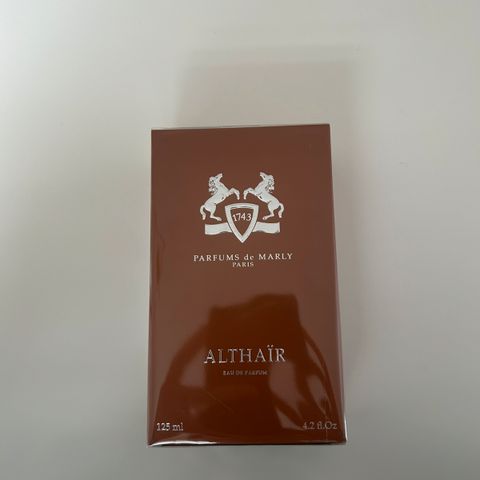 1743
PARFUMS de MARLY
PARIS
ALTHAÏR
EAU DE PARFUM
125 ml 4.2 fl.Oz